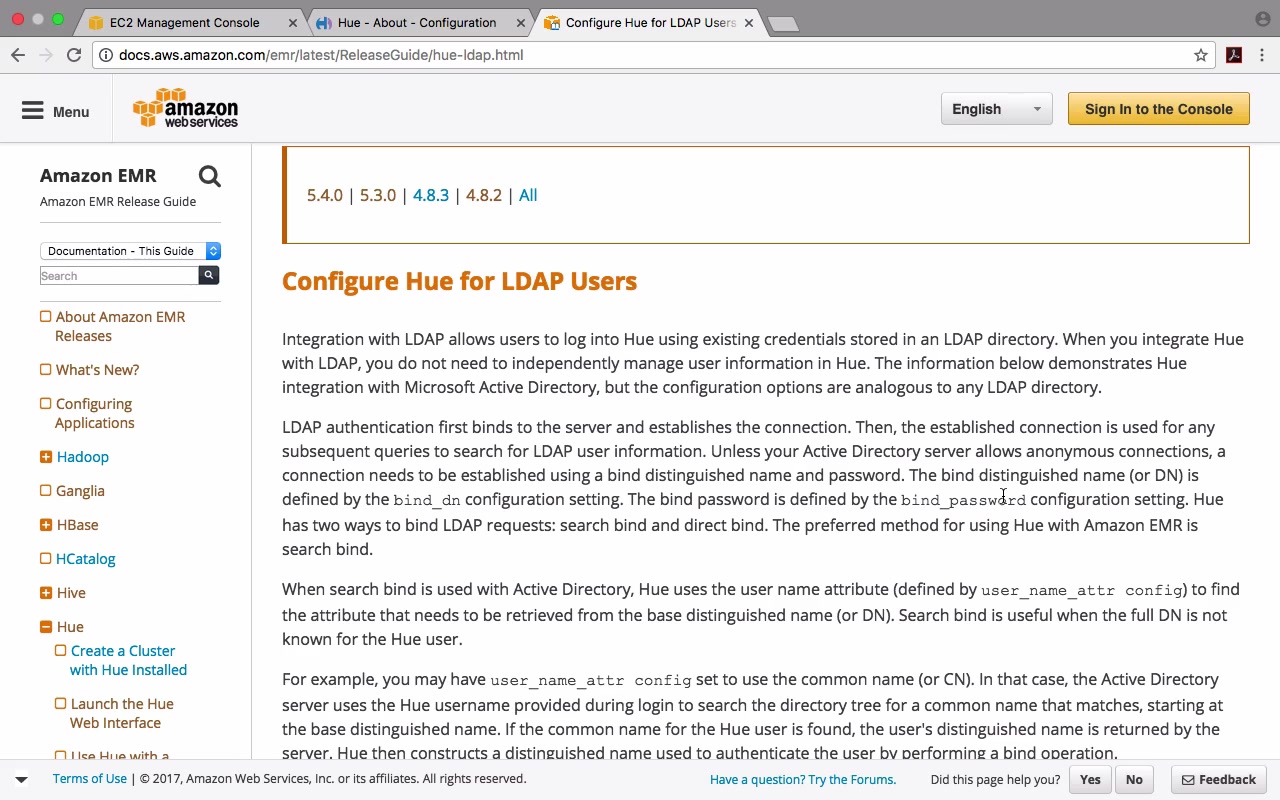 EC2 Management Console
Hue - About - Configuration
Configure Hue for LDAP Users
docs.aws.amazon.com/emr/latest/ReleaseGuide/hue-ldap.html
Menu
amazon
web services
English
Sign In to the Console
Amazon EMR
Amazon EMR Release Guide
Documentation - This Guide
Search
About Amazon EMR
Releases
What's New?
Configuring
Applications
Hadoop
Ganglia
HBase
HCatalog
Hive
Hue
Create a Cluster
with Hue Installed
Launch the Hue
Web Interface
Use Hue with a
5.4.0 | 5.3.0 | 4.8.3 | 4.8.2 | All
Configure Hue for LDAP Users
Integration with LDAP allows users to log into Hue using existing credentials stored in an LDAP directory. When you integrate Hue
with LDAP, you do not need to independently manage user information in Hue. The information below demonstrates Hue
integration with Microsoft Active Directory, but the configuration options are analogous to any LDAP directory.
LDAP authentication first binds to the server and establishes the connection. Then, the established connection is used for any
subsequent queries to search for LDAP user information. Unless your Active Directory server allows anonymous connections, a
connection needs to be established using a bind distinguished name and password. The bind distinguished name (or DN) is
defined by the bind_dn configuration setting. The bind password is defined by the bind_password configuration setting. Hue
has two ways to bind LDAP requests: search bind and direct bind. The preferred method for using Hue with Amazon EMR is
search bind.
When search bind is used with Active Directory, Hue uses the user name attribute (defined by user_name_attr config) to find
the attribute that needs to be retrieved from the base distinguished name (or DN). Search bind is useful when the full DN is not
known for the Hue user.
For example, you may have user_name_attr config set to use the common name (or CN). In that case, the Active Directory
server uses the Hue username provided during login to search the directory tree for a common name that matches, starting at
the base distinguished name. If the common name for the Hue user is found, the user's distinguished name is returned by the
server. Hue then constructs a distinguished name used to authenticate the user by performing a bind operation.
Terms of Use | © 2017, Amazon Web Services, Inc. or its affiliates. All rights reserved.
Have a question? Try the Forums.
Did this page help you?
Yes
No
Feedback